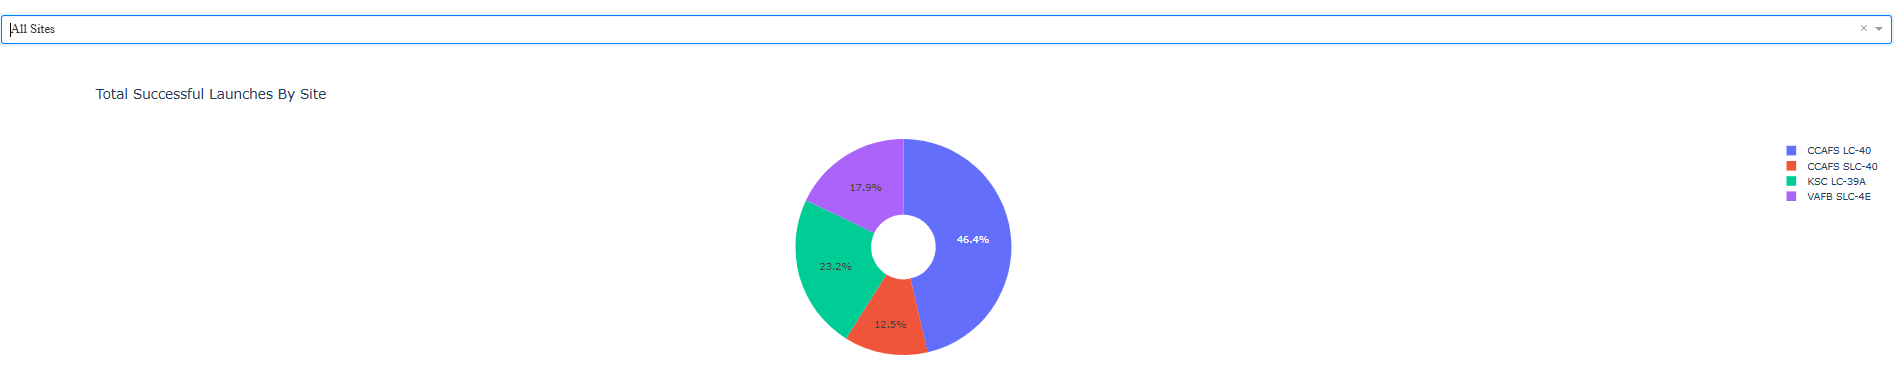 All Sites
Total Successful Launches By Site
CCAFS LC-40
CCAFS SLC-40
KSC LC-39A
VAFB SLC-4E
17.9%
46.4%
23.2%
12.5%